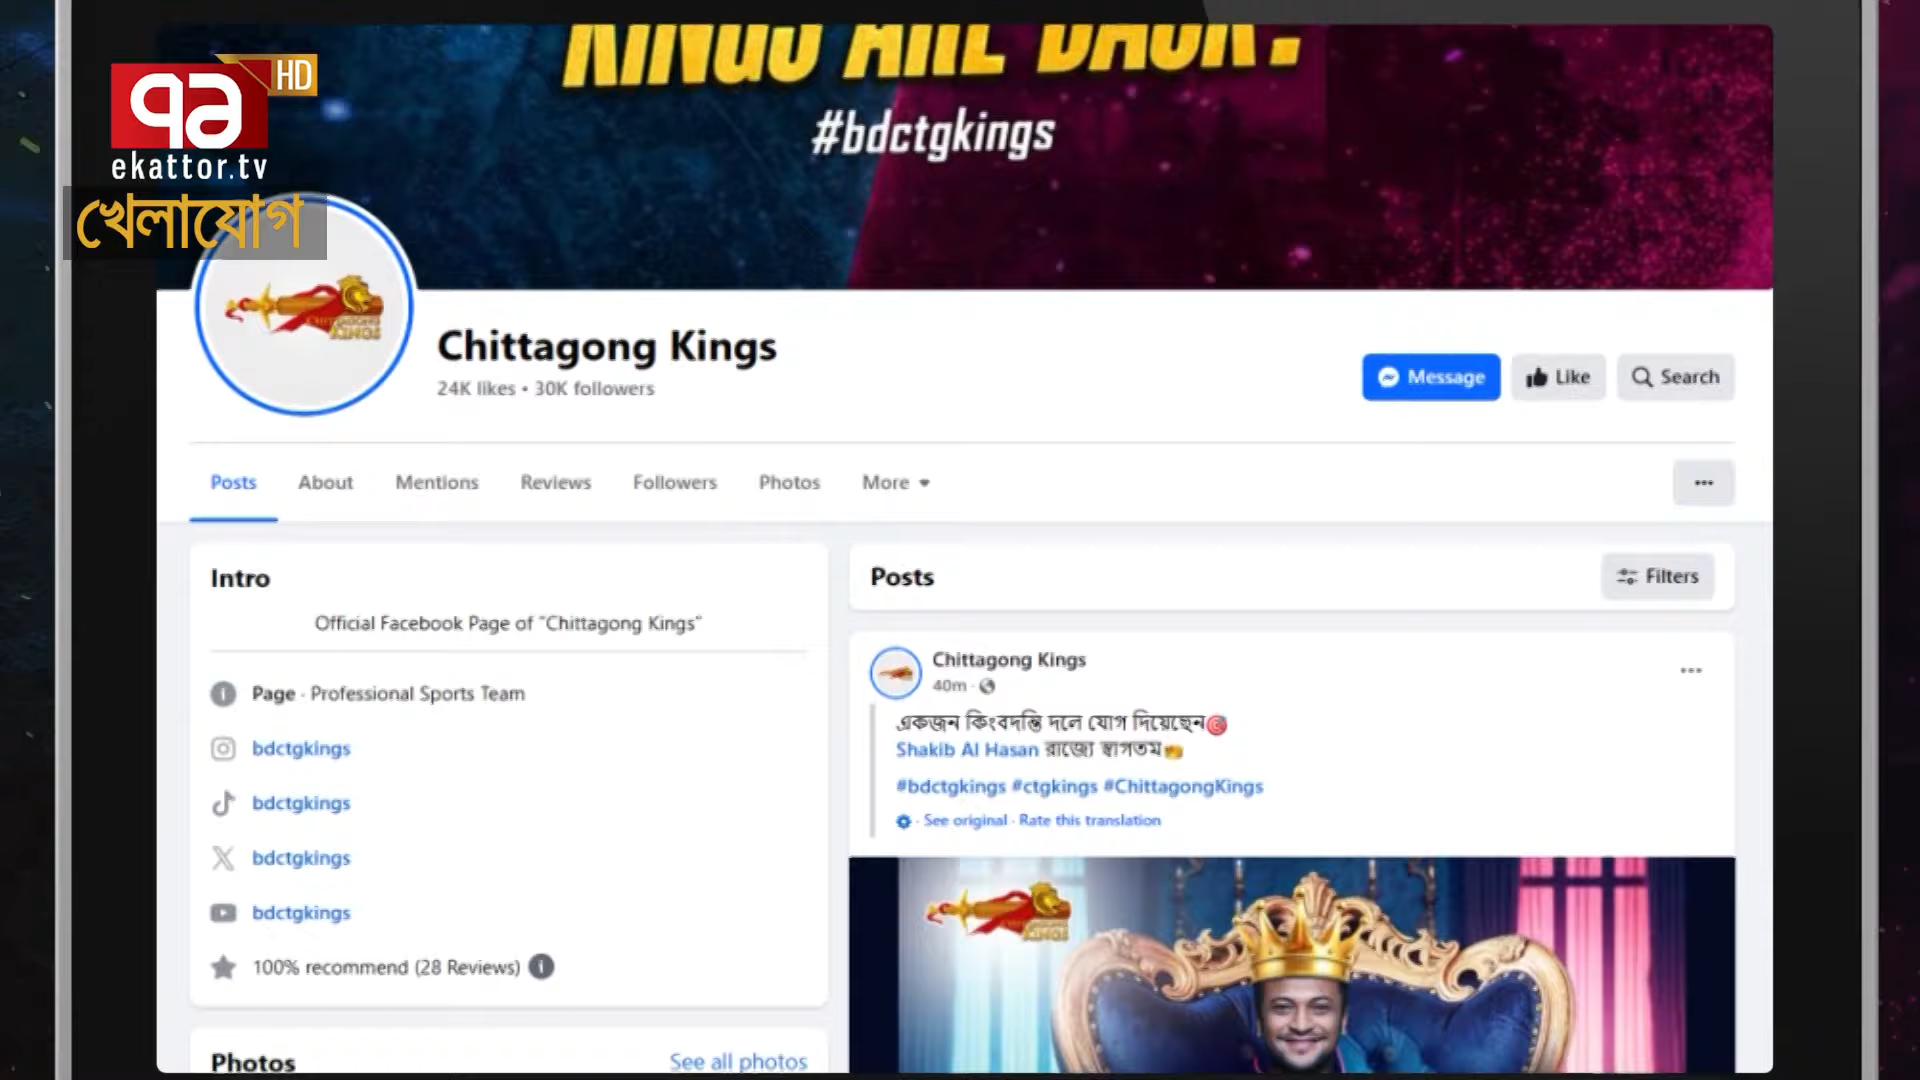 KINGS ARE BACK!
#bdctgkings
HD
ekattor.tv
খেলাযোগ
CHITTAGONG KINGS
Chittagong Kings
24K likes • 30K followers
Message
Like
Search
Posts
About
Mentions
Reviews
Followers
Photos
More
Intro
Official Facebook Page of "Chittagong Kings"
Page · Professional Sports Team
bdctgkings
bdctgkings
bdctgkings
bdctgkings
100% recommend (28 Reviews)
Photos
See all photos
Posts
Filters
Chittagong Kings
40m
একজন কিংবদন্তি দলে যোগ দিয়েছেন
Shakib Al Hasan রাজ্যে স্বাগতম
#bdctgkings #ctgkings #ChittagongKings
· See original · Rate this translation